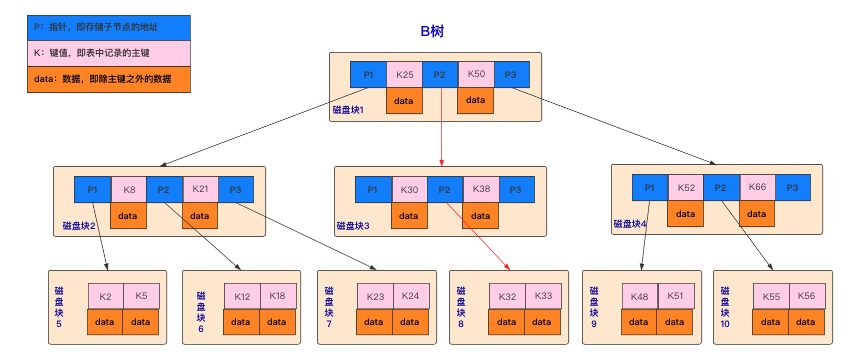 P：指针，即存储子节点的地址
K：键值，即表中记录的主键
data：数据，即除主键之外的数据
B树
P1 K25 P2 K50 P3
data data
磁盘块1
P1 K8 P2 K21 P3
data data
磁盘块2
P1 K30 P2 K38 P3
data data
磁盘块3
P1 K52 P2 K66 P3
data data
磁盘块4
磁盘块5
K2 K5
data data
磁盘块6
K12 K18
data data
磁盘块7
K23 K24
data data
磁盘块8
K32 K33
data data
磁盘块9
K48 K51
data data
磁盘块10
K55 K56
data data